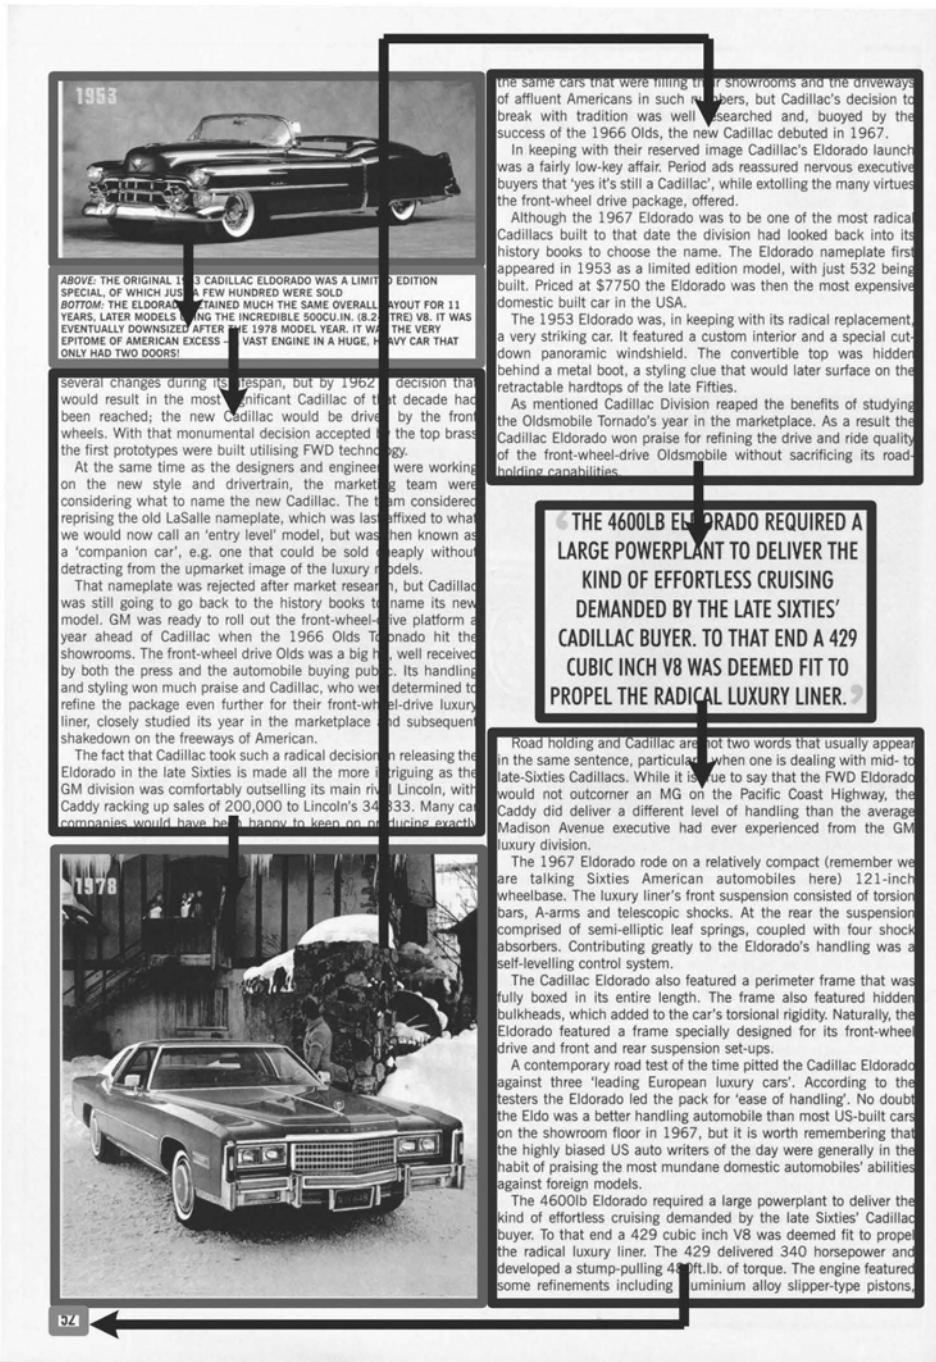 1953
ABOVE: THE ORIGINAL 1953 CADILLAC ELDORADO WAS A LIMITED EDITION
SPECIAL, OF WHICH JUST A FEW HUNDRED WERE SOLD
BOTTOM: THE ELDORADO RETAINED MUCH THE SAME OVERALL LAYOUT FOR 11
YEARS, LATER MODELS USING THE INCREDIBLE 500CU.IN. (8.2-LITRE) V8. IT WAS
EVENTUALLY DOWNSIZED AFTER THE 1978 MODEL YEAR. IT WAS THE VERY
EPITOME OF AMERICAN EXCESS – VAST ENGINE IN A HUGE, HEAVY CAR THAT
ONLY HAD TWO DOORS!
several changes during its lifespan, but by 1962 decision that
would result in the most significant Cadillac of that decade had
been reached; the new Cadillac would be driven by the front
wheels. With that monumental decision accepted by the top brass
the first prototypes were built utilising FWD technology.
At the same time as the designers and engineers were working
on the new style and drivetrain, the marketing team were
considering what to name the new Cadillac. The team considered
reprising the old LaSalle nameplate, which was last affixed to what
we would now call an 'entry level' model, but was then known as
a 'companion car', e.g. one that could be sold cheaply without
detracting from the upmarket image of the luxury models.
That nameplate was rejected after market research, but Cadillac
was still going to go back to the history books to name its new
model. GM was ready to roll out the front-wheel-drive platform a
year ahead of Cadillac when the 1966 Olds Toronado hit the
showrooms. The front-wheel drive Olds was a big hit, well received
by both the press and the automobile buying public. Its handling
and styling won much praise and Cadillac, who were determined to
refine the package even further for their front-wheel-drive luxury
liner, closely studied its year in the marketplace and subsequent
shakedown on the freeways of American.
The fact that Cadillac took such a radical decision in releasing the
Eldorado in the late Sixties is made all the more intriguing as the
GM division was comfortably outselling its main rival Lincoln, with
Caddy racking up sales of 200,000 to Lincoln's Many car
companies would have been happy to keep on producing exactly
1978
the same cars that were filling their showrooms and the driveways
of affluent Americans in such numbers, but Cadillac's decision to
break with tradition was well researched and, buoyed by the
success of the 1966 Olds, the new Cadillac debuted in 1967.
In keeping with their reserved image Cadillac's Eldorado launch
was a fairly low-key affair. Period ads reassured nervous executive
buyers that 'yes it's still a Cadillac', while extolling the many virtues
the front-wheel drive package, offered.
Although the 1967 Eldorado was to be one of the most radical
Cadillacs built to that date the division had looked back into its
history books to choose the name. The Eldorado nameplate first
appeared in 1953 as a limited edition model, with just 532 being
built. Priced at $7750 the Eldorado was then the most expensive
domestic built car in the USA.
The 1953 Eldorado was, in keeping with its radical replacement,
a very striking car. It featured a custom interior and a special cut-
down panoramic windshield. The convertible top was hidden
behind a metal boot, a styling clue that would later surface on the
retractable hardtops of the late Fifties.
As mentioned Cadillac Division reaped the benefits of studying
the Oldsmobile Tornado's year in the marketplace. As a result the
Cadillac Eldorado won praise for refining the drive and ride quality
of the front-wheel-drive Oldsmobile without sacrificing its road-
holding capabilities.
‘THE 4600LB ELDORADO REQUIRED A
LARGE POWERPLANT TO DELIVER THE
KIND OF EFFORTLESS CRUISING
DEMANDED BY THE LATE SIXTIES'
CADILLAC BUYER. TO THAT END A 429
CUBIC INCH V8 WAS DEEMED FIT TO
PROPEL THE RADICAL LUXURY LINER.’
Road holding and Cadillac are not two words that usually appear
in the same sentence, particularly when one is dealing with mid- to
late-Sixties Cadillacs. While it is true to say that the FWD Eldorado
would not outcorner an MG on the Pacific Coast Highway, the
Caddy did deliver a different level of handling than the average
Madison Avenue executive had ever experienced from the GM
luxury division.
The 1967 Eldorado rode on a relatively compact (remember we
are talking Sixties American automobiles here) 121-inch
wheelbase. The luxury liner's front suspension consisted of torsion
bars, A-arms and telescopic shocks. At the rear the suspension
comprised of semi-elliptic leaf springs, coupled with four shock
absorbers. Contributing greatly to the Eldorado's handling was a
self-levelling control system.
The Cadillac Eldorado also featured a perimeter frame that was
fully boxed in its entire length. The frame also featured hidden
bulkheads, which added to the car's torsional rigidity. Naturally, the
Eldorado featured a frame specially designed for its front-wheel
drive and front and rear suspension set-ups.
A contemporary road test of the time pitted the Cadillac Eldorado
against three 'leading European luxury cars'. According to the
testers the Eldorado led the pack for 'ease of handling'. No doubt
the Eldo was a better handling automobile than most US-built cars
on the showroom floor in 1967, but it is worth remembering that
the highly biased US auto writers of the day were generally in the
habit of praising the most mundane domestic automobiles' abilities
against foreign models.
The 4600lb Eldorado required a large powerplant to deliver the
kind of effortless cruising demanded by the late Sixties' Cadillac
buyer. To that end a 429 cubic inch V8 was deemed fit to propel
the radical luxury liner. The 429 delivered 340 horsepower and
developed a stump-pulling 480ft.lb. of torque. The engine featured
some refinements including aluminium alloy slipper-type pistons,
52